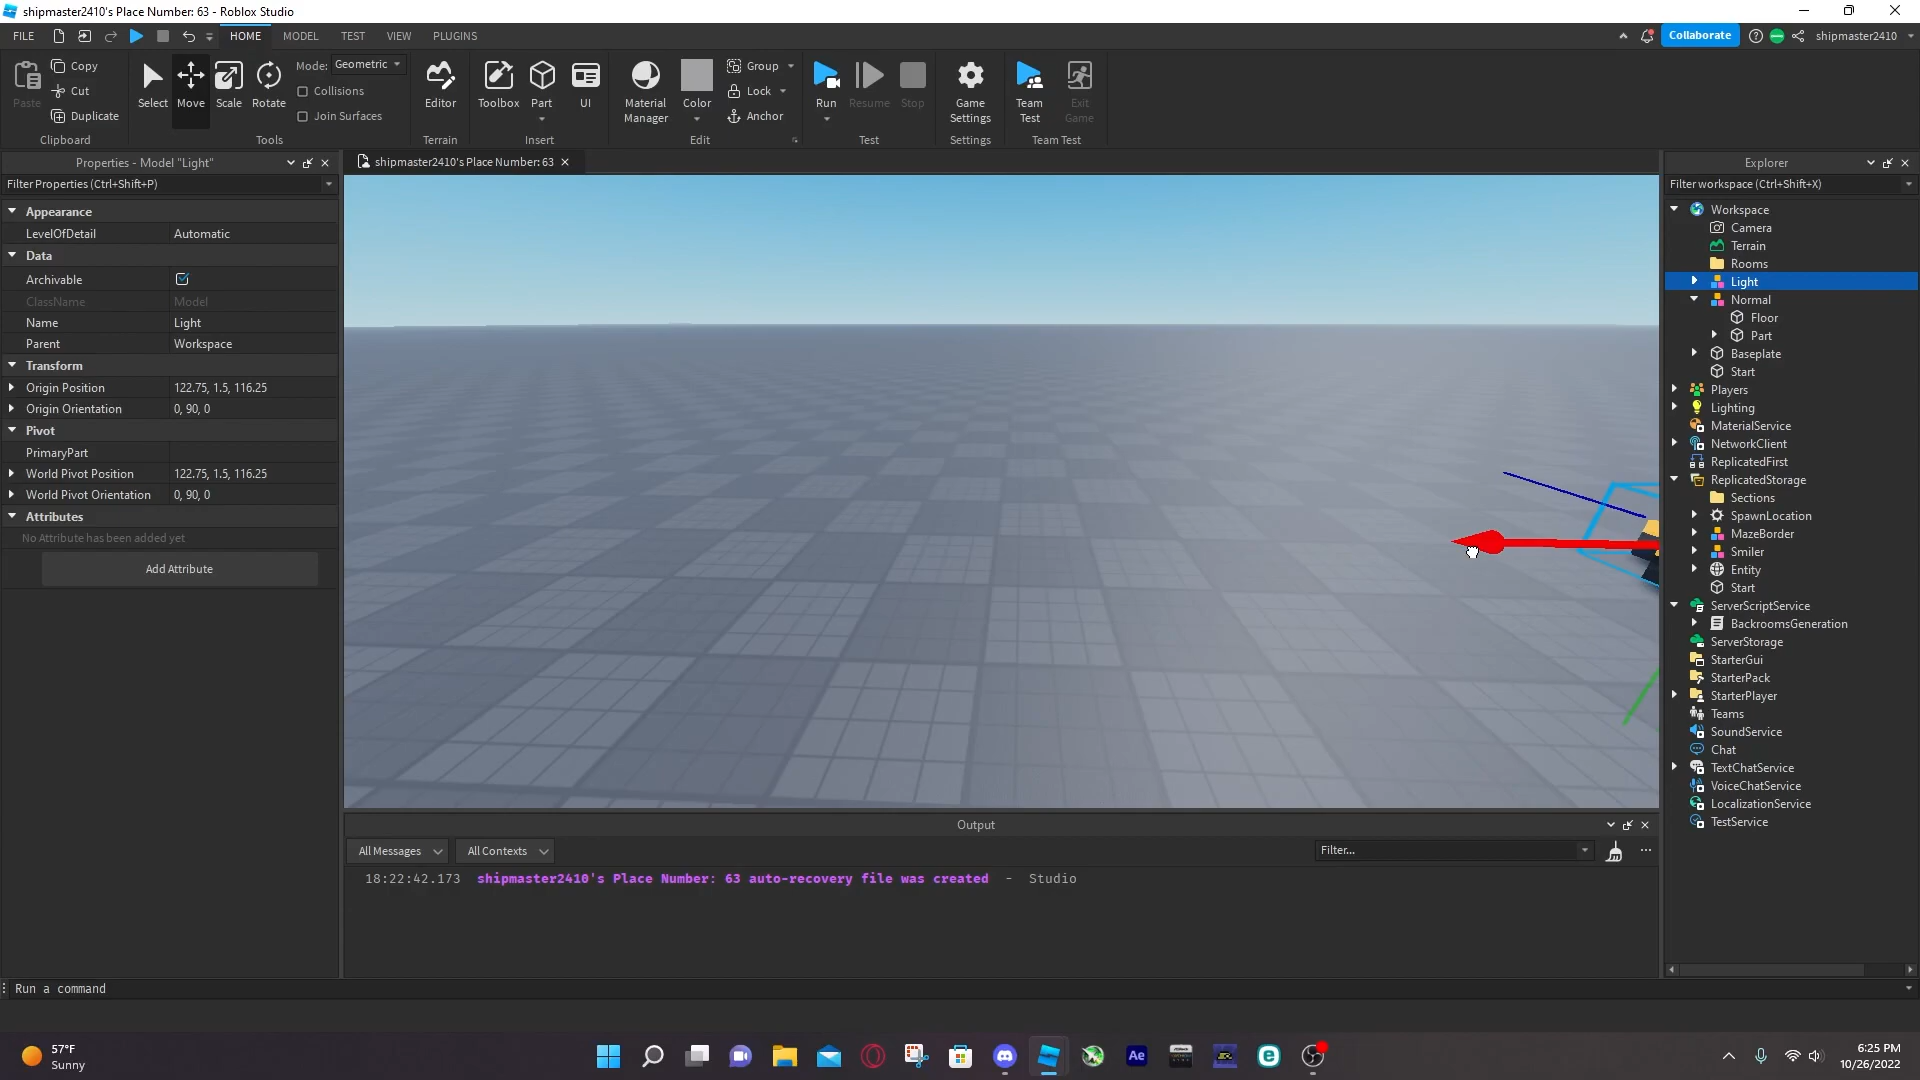 shipmaster2410's Place Number: 63 - Roblox Studio
FILE HOME MODEL TEST VIEW PLUGINS Collaborate shipmaster2410
Paste Copy Cut Duplicate
Clipboard
Select Move Scale Rotate
Mode: Geometric
Collisions
Join Surfaces
Tools
Editor
Terrain
Toolbox Part UI
Insert
Material Manager Color Group Lock Anchor
Edit
Run Resume Stop
Test
Game Settings
Settings
Team Test Exit Game
Team Test
Properties - Model "Light"
Filter Properties (Ctrl+Shift+P)
Appearance
LevelOfDetail Automatic
Data
Archivable
ClassName Model
Name Light
Parent Workspace
Transform
Origin Position 122.75, 1.5, 116.25
Origin Orientation 0, 90, 0
Pivot
PrimaryPart
World Pivot Position 122.75, 1.5, 116.25
World Pivot Orientation 0, 90, 0
Attributes
No Attribute has been added yet
Add Attribute
shipmaster2410's Place Number: 63
Output
All Messages All Contexts Filter...
18:22:42.173 shipmaster2410's Place Number: 63 auto-recovery file was created - Studio
Explorer
Filter workspace (Ctrl+Shift+X)
Workspace
Camera
Terrain
Rooms
Light
Normal
Floor
Part
Baseplate
Start
Players
Lighting
MaterialService
NetworkClient
ReplicatedFirst
ReplicatedStorage
Sections
SpawnLocation
MazeBorder
Smiler
Entity
Start
ServerScriptService
BackroomsGeneration
ServerStorage
StarterGui
StarterPack
StarterPlayer
Teams
SoundService
Chat
TextChatService
VoiceChatService
LocalizationService
TestService
Run a command
57°F
Sunny
Ae
6:25 PM
10/26/2022